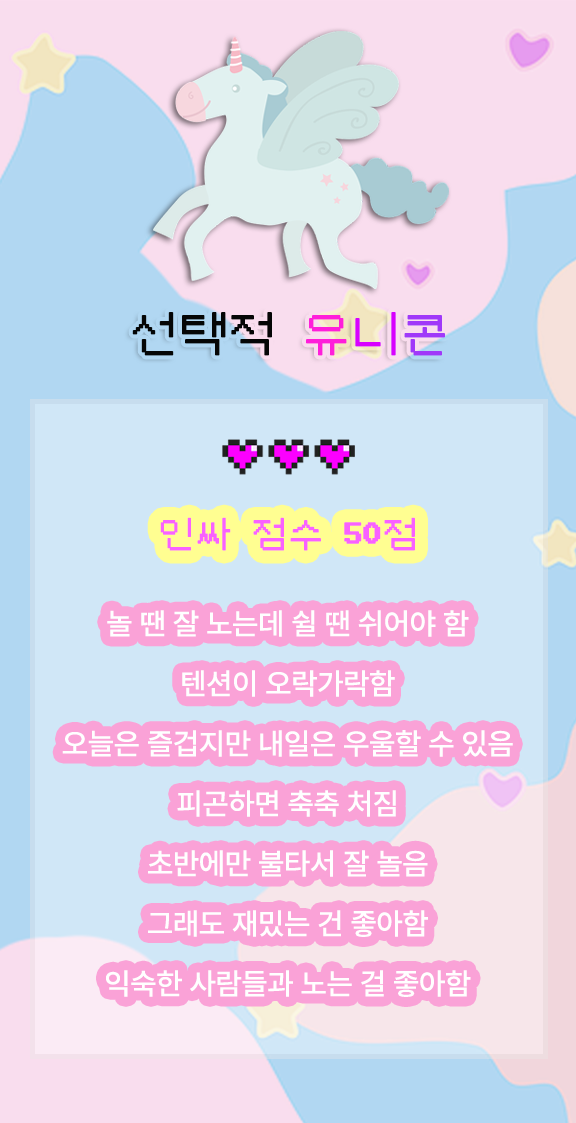 선택적 유니콘
인싸 점수 50점
놀 땐 잘 노는데 쉴 땐 쉬어야 함
텐션이 오락가락함
오늘은 즐겁지만 내일은 우울할 수 있음
피곤하면 축축 처짐
초반에만 불타서 잘 놀음
그래도 재밌는 건 좋아함
익숙한 사람들과 노는 걸 좋아함